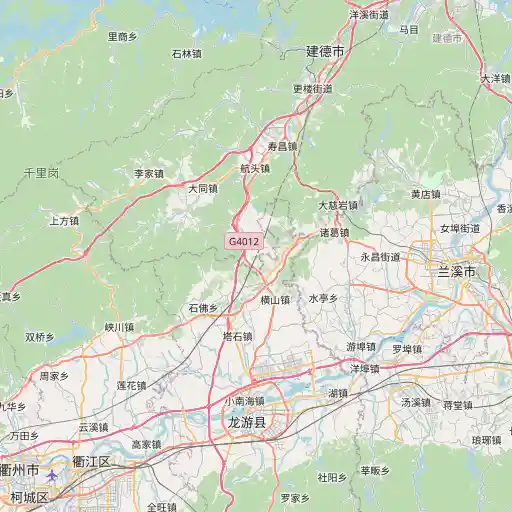 洋溪街道
里商乡
马目
石林镇
建德市
建德市
大洋镇
更楼街道
寿昌镇
千里岗
李家镇
航头镇
大同镇
黄店镇
大慈岩镇
上方镇
诸葛镇
女埠街道
G4012
永昌街道
兰溪市
石佛乡
横山镇
水亭乡
峡川镇
双桥乡
塔石镇
游埠镇
罗埠镇
周家乡
莲花镇
洋埠镇
湖镇
小南海镇
汤溪镇
蒋堂镇
云溪乡
龙游县
万田乡
高家镇
琅琊镇
衢州市
衢江区
莘畈乡
社阳乡
柯城区
罗家乡
全旺镇